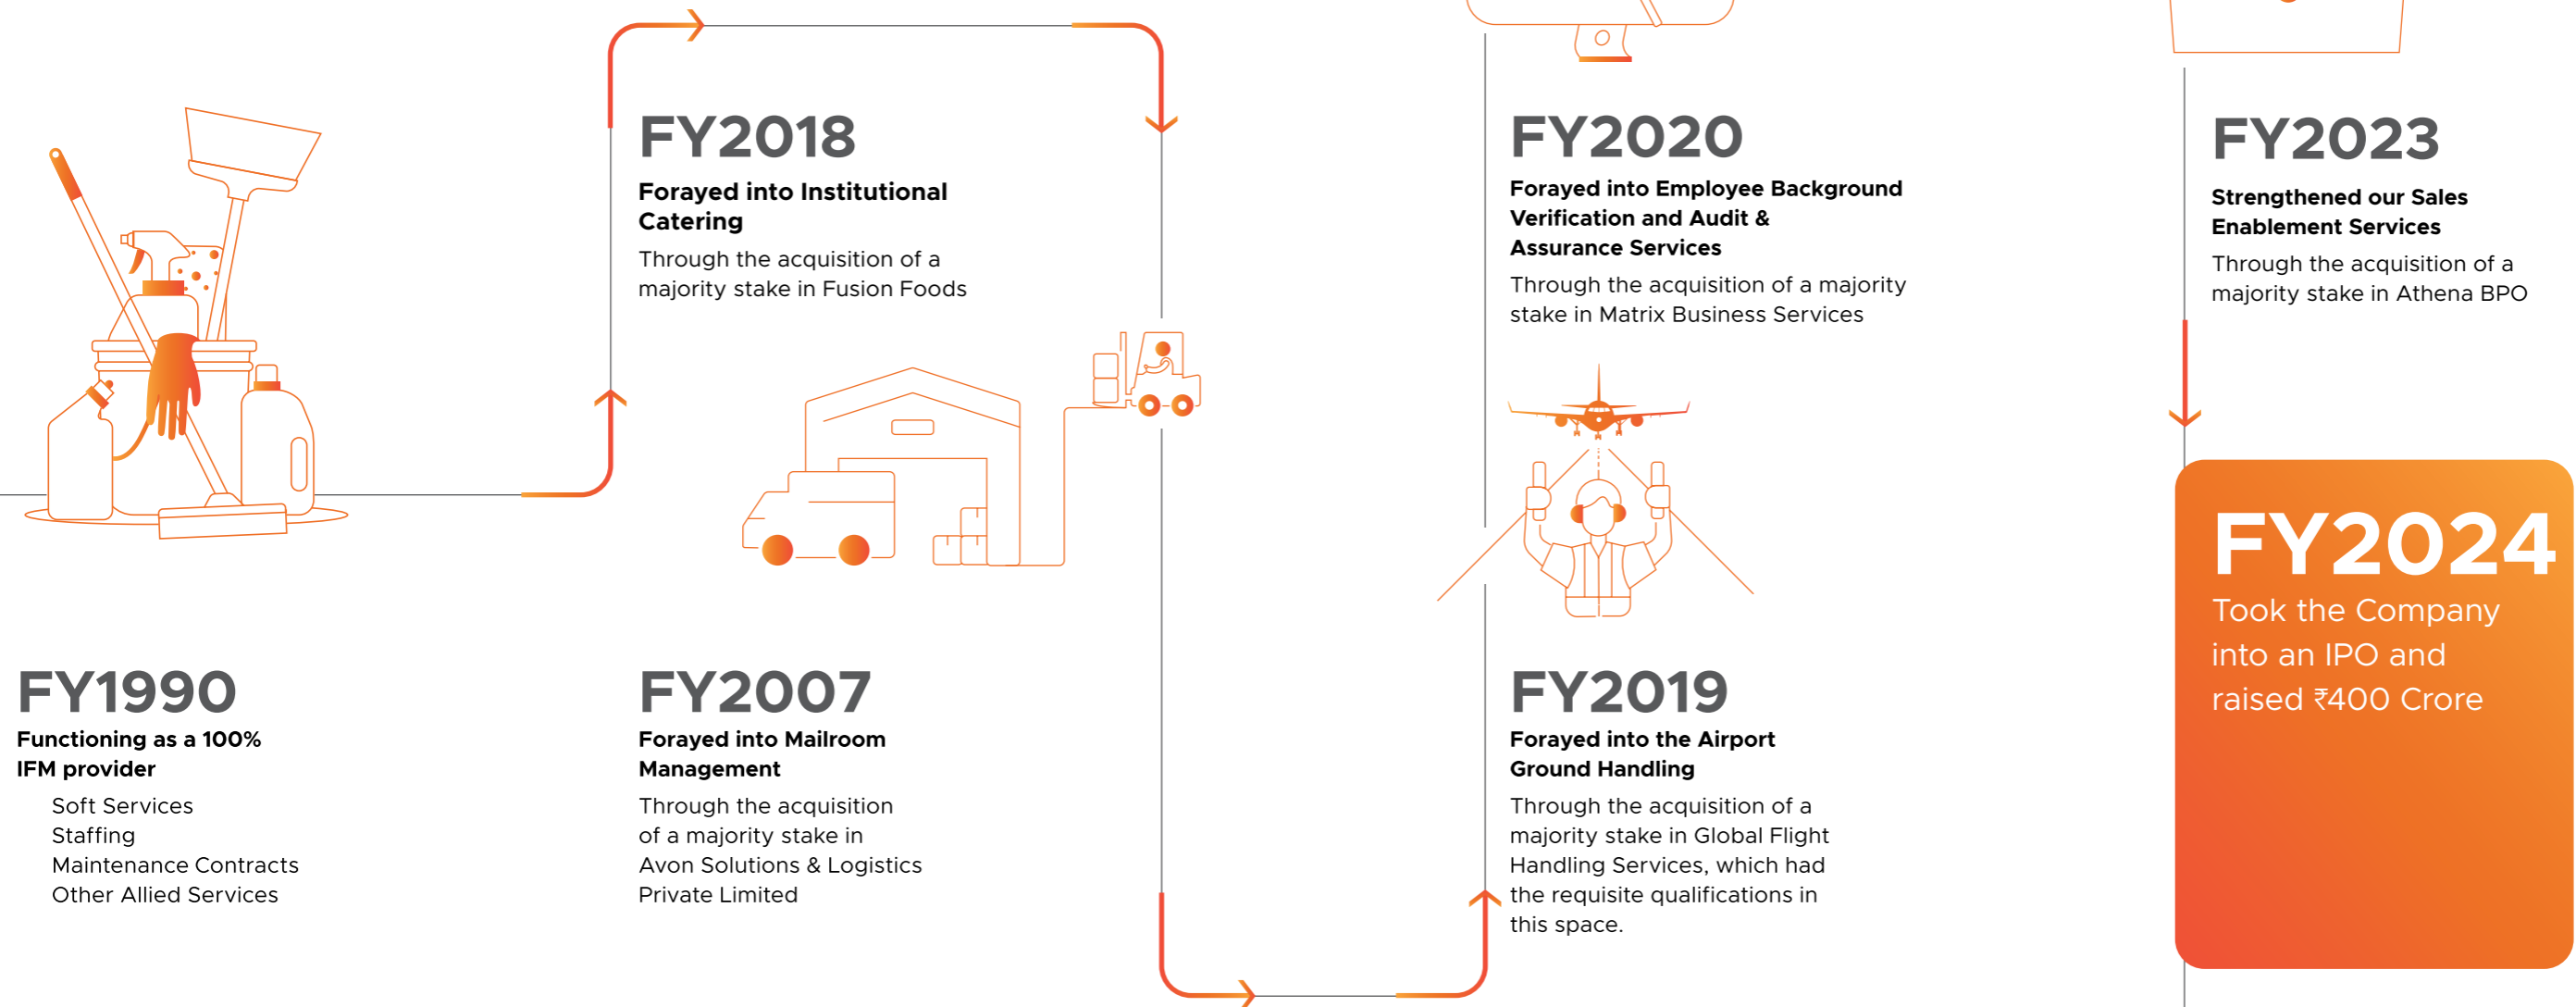 FY1990
Functioning as a 100%
IFM provider
Soft Services
Staffing
Maintenance Contracts
Other Allied Services
FY2018
Forayed into Institutional
Catering
Through the acquisition of a
majority stake in Fusion Foods
FY2007
Forayed into Mailroom
Management
Through the acquisition
of a majority stake in
Avon Solutions & Logistics
Private Limited
FY2020
Forayed into Employee Background
Verification and Audit &
Assurance Services
Through the acquisition of a majority
stake in Matrix Business Services
FY2019
Forayed into the Airport
Ground Handling
Through the acquisition of a
majority stake in Global Flight
Handling Services, which had
the requisite qualifications in
this space.
FY2023
Strengthened our Sales
Enablement Services
Through the acquisition of a
majority stake in Athena BPO
FY2024
Took the Company
into an IPO and
raised ₹400 Crore